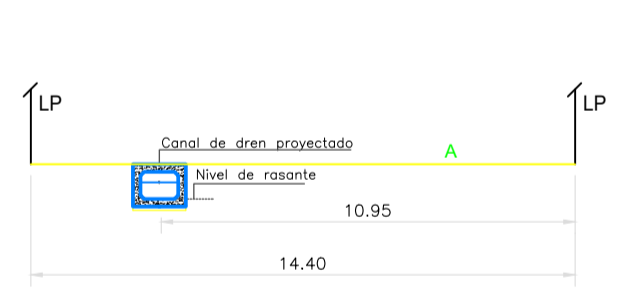 LP
LP
Canal de dren proyectado
A
Nivel de rasante
10.95
14.40